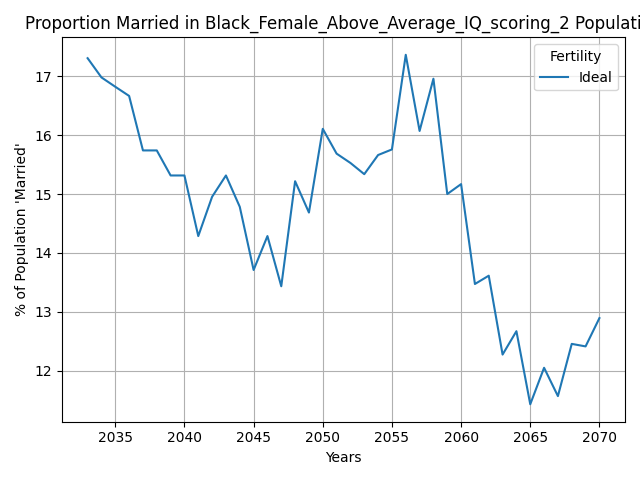 Proportion Married in Black_Female_Above_Average_IQ_scoring_2 Populati
Fertility
Ideal
% of Population 'Married'
17
16
15
14
13
12
2035 2040 2045 2050 2055 2060 2065 2070
Years